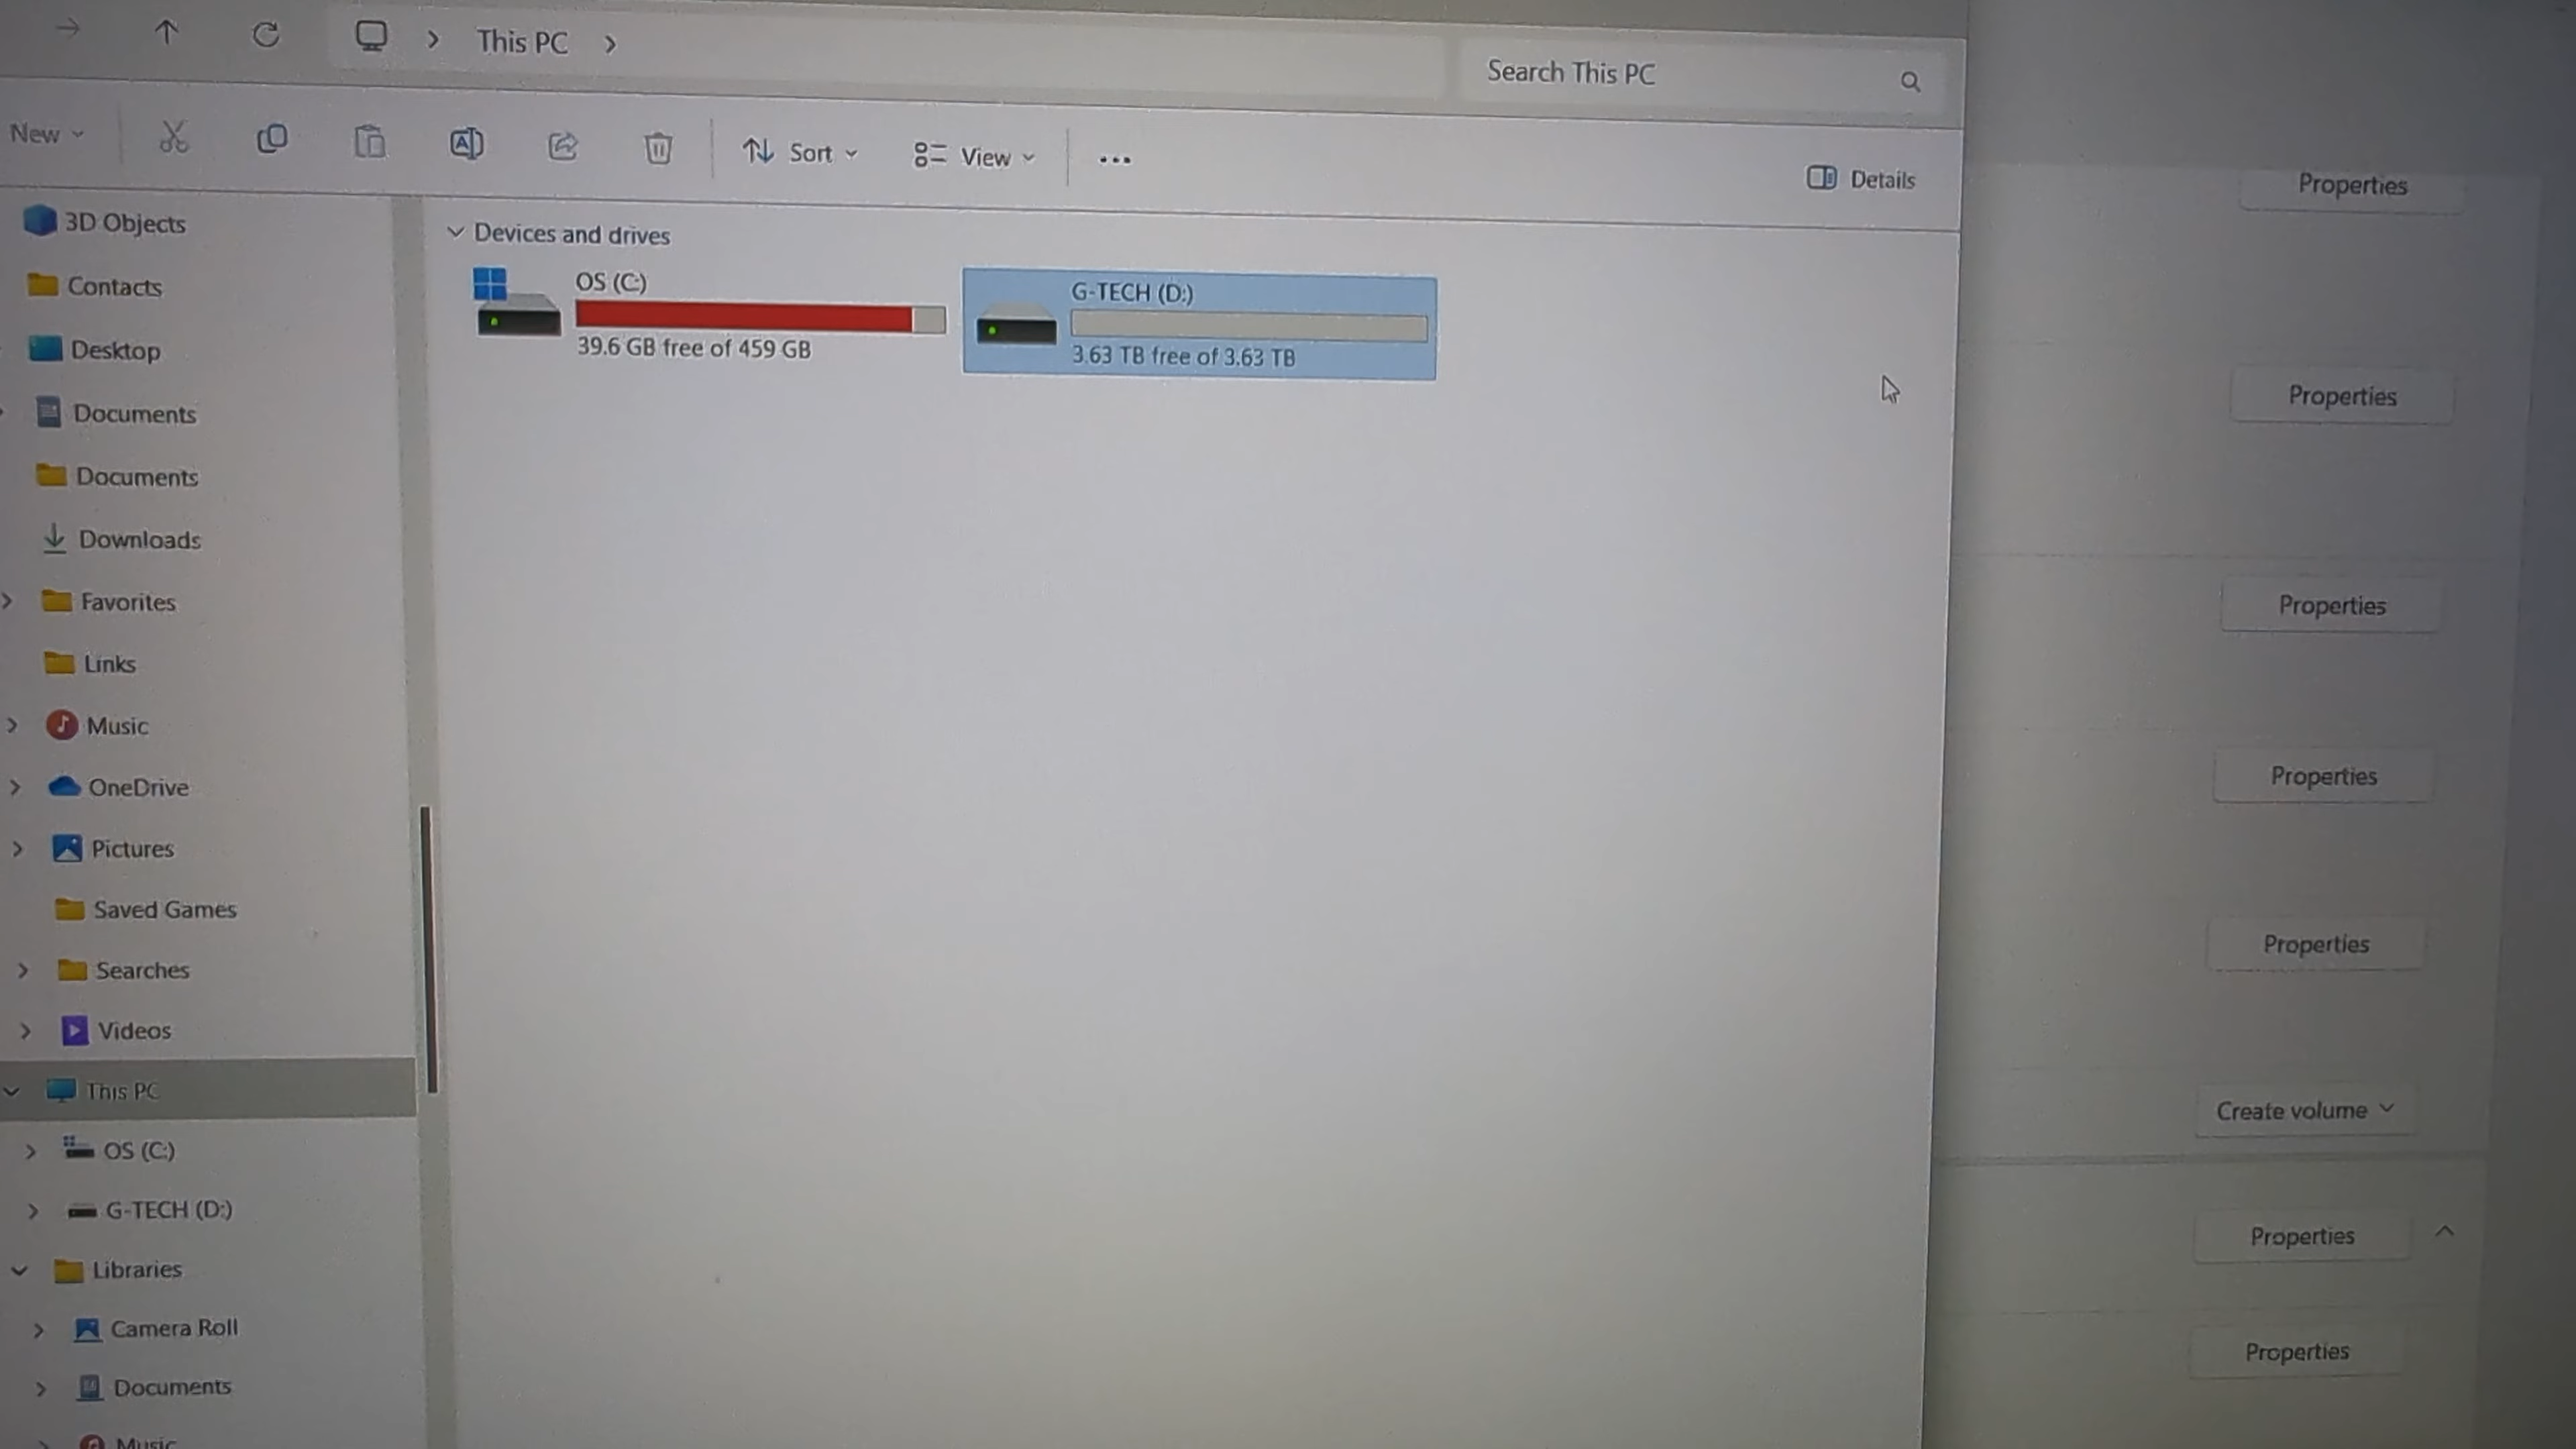 This PC
Search This PC
New
Sort
View
Details
3D Objects
Contacts
Desktop
Documents
Documents
Downloads
Favorites
Links
Music
OneDrive
Pictures
Saved Games
Searches
Videos
This PC
OS (C:)
G-TECH (D:)
Libraries
Camera Roll
Documents
Music
Devices and drives
OS (C:)
39.6 GB free of 459 GB
G-TECH (D:)
3.63 TB free of 3.63 TB
Properties
Properties
Properties
Properties
Properties
Create volume
Properties
Properties